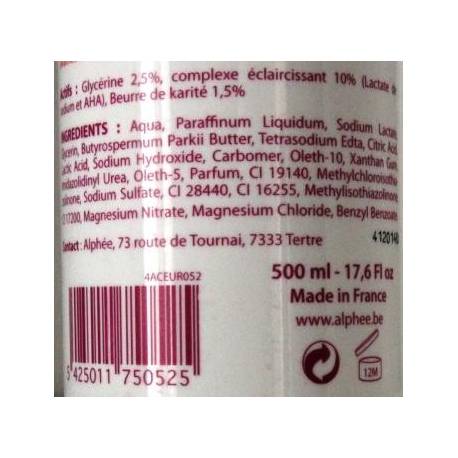 Actifs : Glycérine 2,5%, complexe éclaircissant 10% (Lactate de
sodium et AHA), Beurre de karité 1,5%
INGREDIENTS : Aqua, Paraffinum Liquidum, Sodium Lactate,
Glycerin, Butyrospermum Parkii Butter, Tetrasodium Edta, Citric Acid,
Lactic Acid, Sodium Hydroxide, Carbomer, Oleth-10, Xanthan Gum,
Imidazolidinyl Urea, Oleth-5, Parfum, CI 19140, Methylchloroisothia
zolinone, Sodium Sulfate, CI 28440, CI 16255, Methylisothiazolinone,
CI 17200, Magnesium Nitrate, Magnesium Chloride, Benzyl Benzoate
Contact : Alphée, 73 route de Tournai, 7333 Tertre
4120140
4ACEUR052
500 ml - 17,6 Fl oz
Made in France
www.alphee.be
5 425011 750525
12M